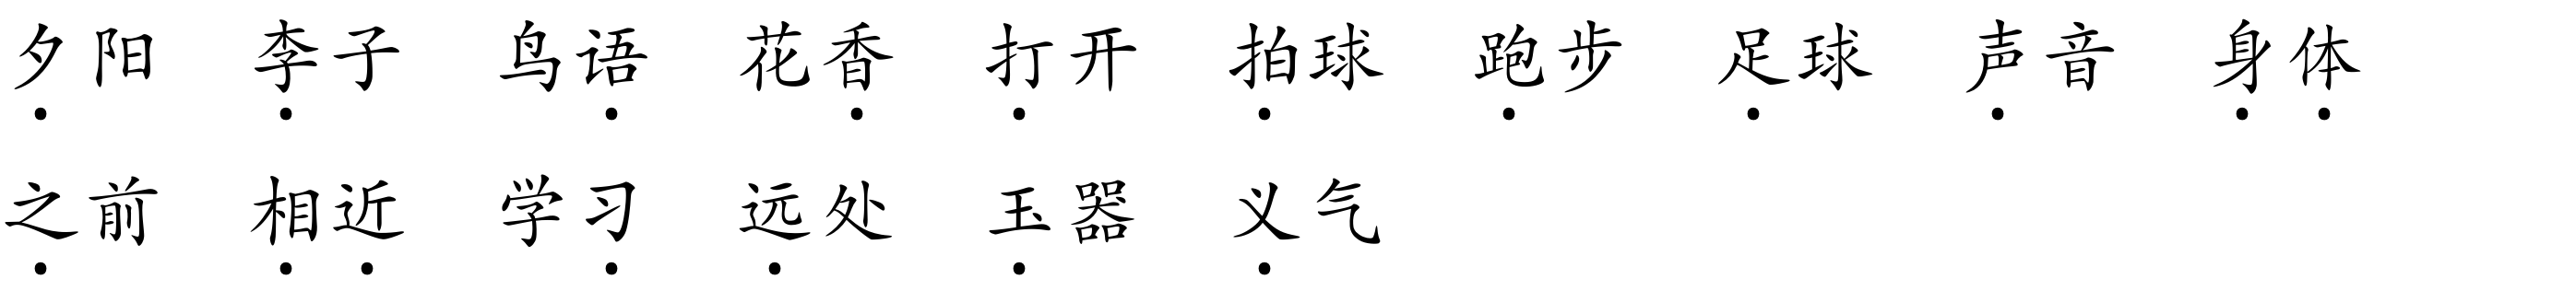 夕阳 李子 鸟语 花香 打开 拍球 跑步 足球 声音 身体
之前 相近 学习 远处 玉器 义气